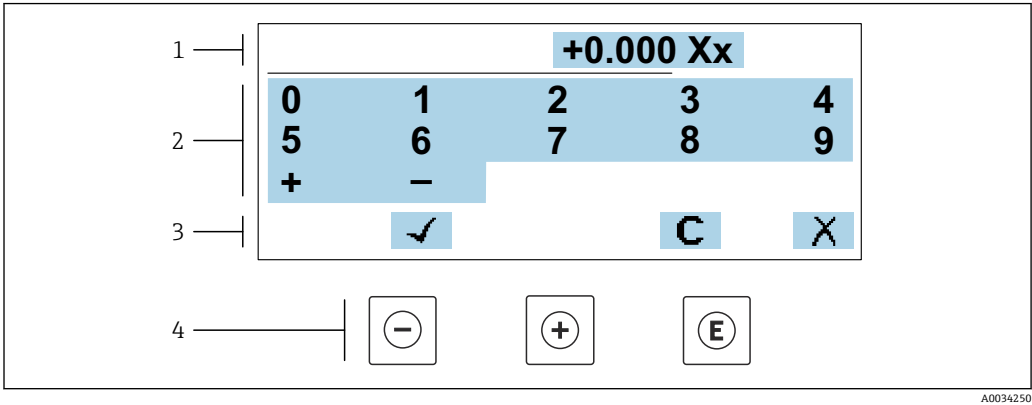 1 +0.000 Xx
2
0 1 2 3 4
5 6 7 8 9
+ −
3 ✓ C X
4 − + E
A0034250